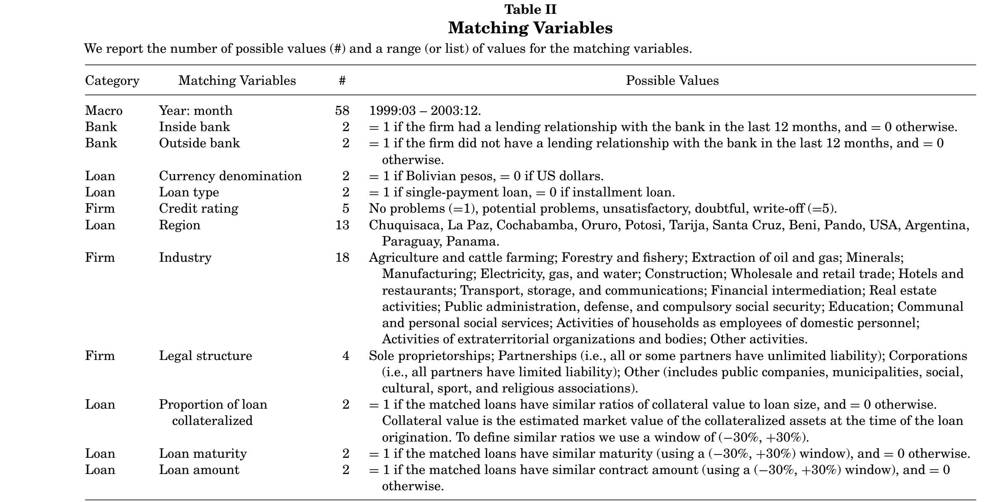 Table II
Matching Variables
We report the number of possible values (#) and a range (or list) of values for the matching variables.
Category Matching Variables # Possible Values
Macro Year: month 58 1999:03 – 2003:12.
Bank Inside bank 2 = 1 if the firm had a lending relationship with the bank in the last 12 months, and = 0 otherwise.
Bank Outside bank 2 = 1 if the firm did not have a lending relationship with the bank in the last 12 months, and = 0
otherwise.
Loan Currency denomination 2 = 1 if Bolivian pesos, = 0 if US dollars.
Loan Loan type 2 = 1 if single-payment loan, = 0 if installment loan.
Firm Credit rating 5 No problems (=1), potential problems, unsatisfactory, doubtful, write-off (=5).
Loan Region 13 Chuquisaca, La Paz, Cochabamba, Oruro, Potosi, Tarija, Santa Cruz, Beni, Pando, USA, Argentina,
Paraguay, Panama.
Firm Industry 18 Agriculture and cattle farming; Forestry and fishery; Extraction of oil and gas; Minerals;
Manufacturing; Electricity, gas, and water; Construction; Wholesale and retail trade; Hotels and
restaurants; Transport, storage, and communications; Financial intermediation; Real estate
activities; Public administration, defense, and compulsory social security; Education; Communal
and personal social services; Activities of households as employees of domestic personnel;
Activities of extraterritorial organizations and bodies; Other activities.
Firm Legal structure 4 Sole proprietorships; Partnerships (i.e., all or some partners have unlimited liability); Corporations
(i.e., all partners have limited liability); Other (includes public companies, municipalities, social,
cultural, sport, and religious associations).
Loan Proportion of loan 2 = 1 if the matched loans have similar ratios of collateral value to loan size, and = 0 otherwise.
collateralized Collateral value is the estimated market value of the collateralized assets at the time of the loan
origination. To define similar ratios we use a window of (−30%, +30%).
Loan Loan maturity 2 = 1 if the matched loans have similar maturity (using a (−30%, +30%) window), and = 0 otherwise.
Loan Loan amount 2 = 1 if the matched loans have similar contract amount (using a (−30%, +30%) window), and = 0
otherwise.